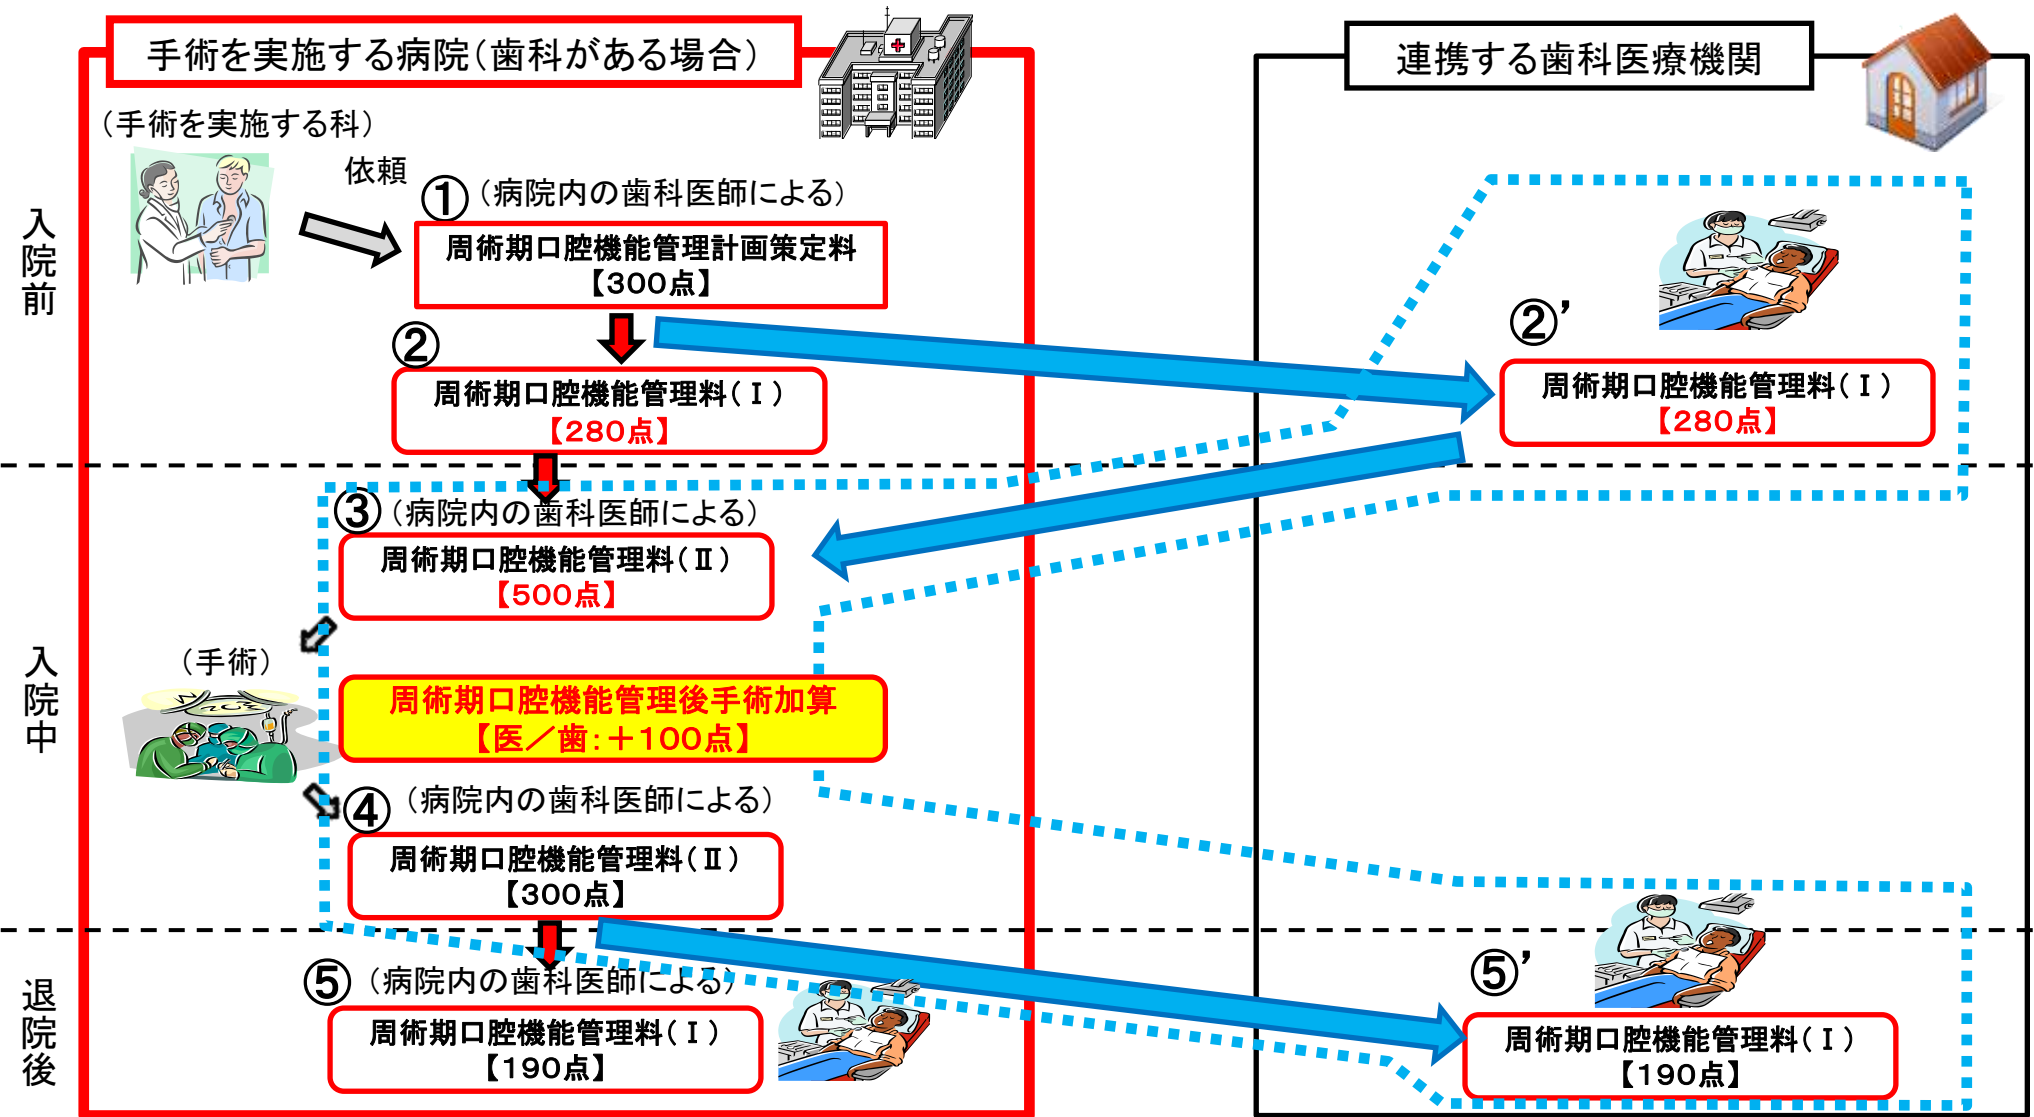 手術を実施する病院（歯科がある場合）
連携する歯科医療機関
（手術を実施する科）
依頼
入院前
① （病院内の歯科医師による）
周術期口腔機能管理計画策定料
【300点】
②
周術期口腔機能管理料（Ⅰ）
【280点】
②’
周術期口腔機能管理料（Ⅰ）
【280点】
入院中
③ （病院内の歯科医師による）
周術期口腔機能管理料（Ⅱ）
【500点】
（手術）
周術期口腔機能管理後手術加算
【医／歯：＋100点】
④ （病院内の歯科医師による）
周術期口腔機能管理料（Ⅱ）
【300点】
退院後
⑤ （病院内の歯科医師による）
周術期口腔機能管理料（Ⅰ）
【190点】
⑤’
周術期口腔機能管理料（Ⅰ）
【190点】